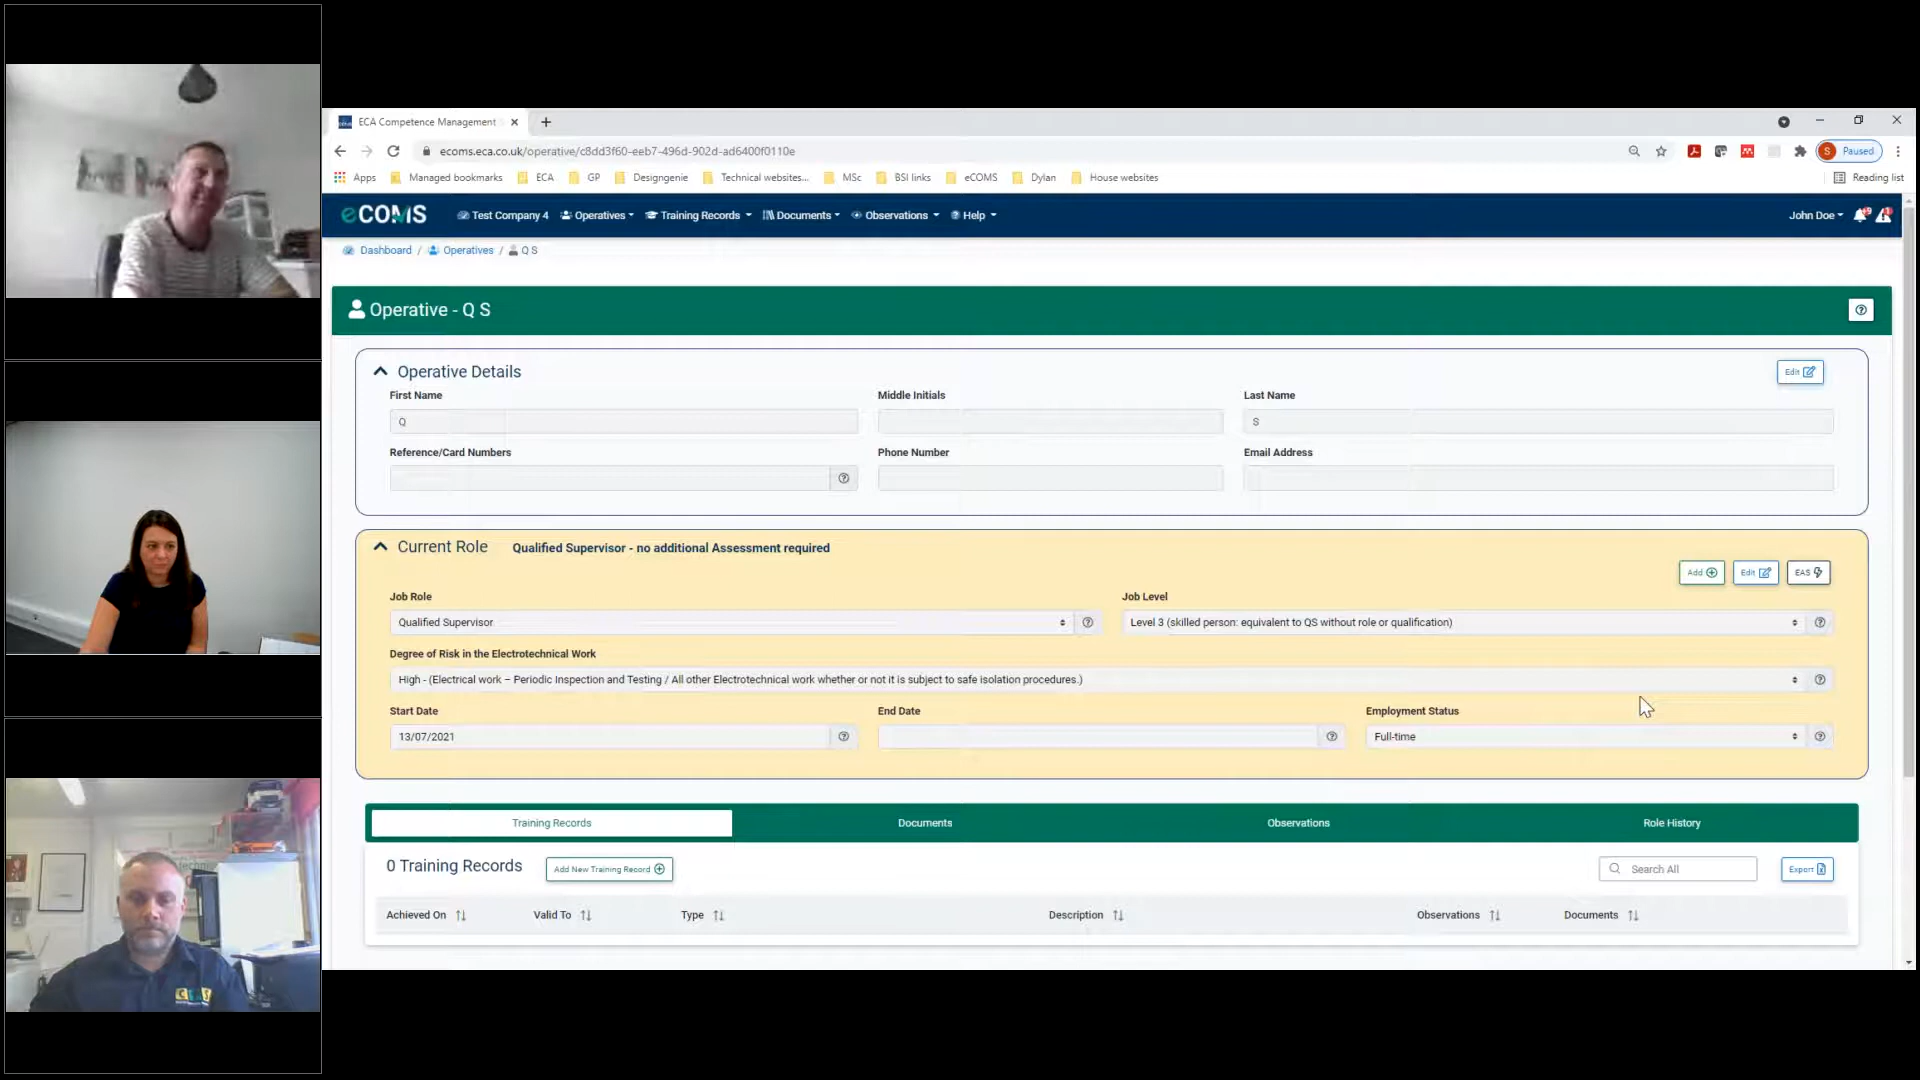 ECA Competence Management
ecoms.eca.co.uk/operative/c8dd3f60-eeb7-496d-902d-ad6400f0110e
S Paused
Apps Managed bookmarks ECA GP Designgenie Technical websites... MSc BSI links eCOMS Dylan House websites Reading list
eCOMS Test Company 4 Operatives Training Records Documents Observations Help John Doe
Dashboard / Operatives / Q S
Operative - Q S
Operative Details Edit
First Name Middle Initials Last Name
Q S
Reference/Card Numbers Phone Number Email Address
Current Role Qualified Supervisor - no additional Assessment required
Add Edit EAS
Job Role Job Level
Qualified Supervisor Level 3 (skilled person: equivalent to QS without role or qualification)
Degree of Risk in the Electrotechnical Work
High - (Electrical work – Periodic Inspection and Testing / All other Electrotechnical work whether or not it is subject to safe isolation procedures.)
Start Date End Date Employment Status
13/07/2021 Full-time
Training Records Documents Observations Role History
0 Training Records Add New Training Record Search All Export
Achieved On Valid To Type Description Observations Documents